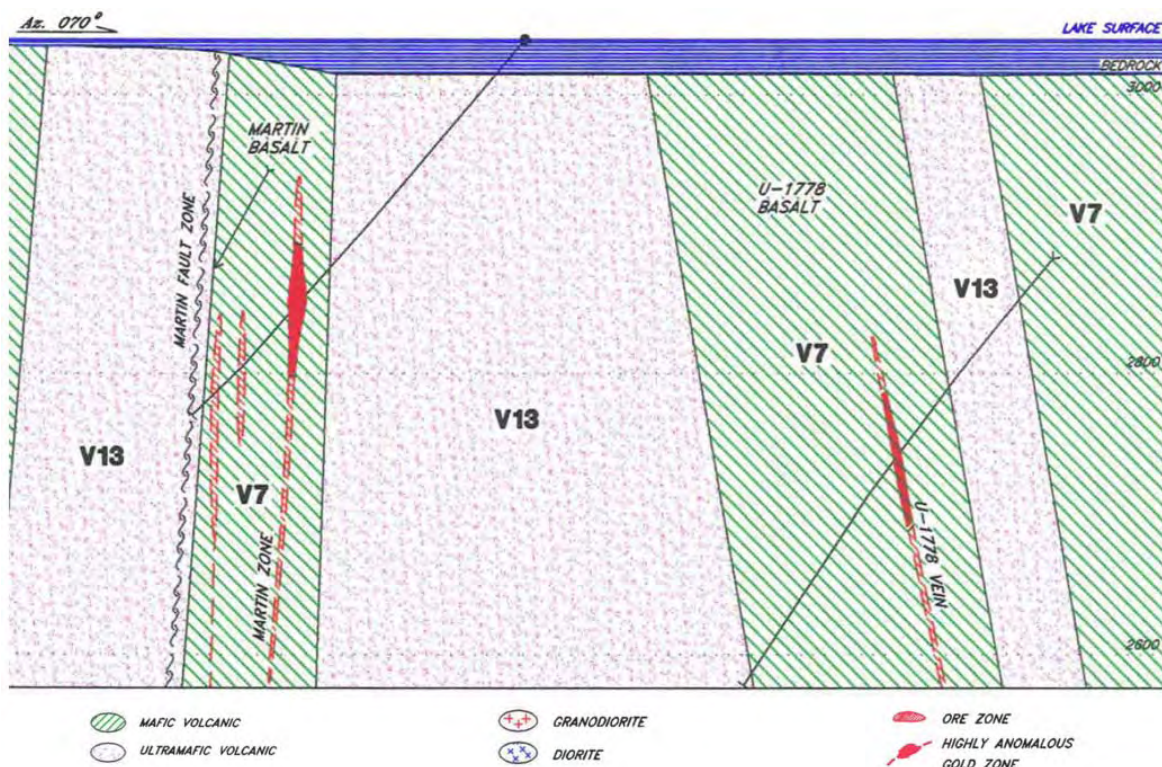 Az. 070°
LAKE SURFACE
BEDROCK
3000
MARTIN
BASALT
MARTIN FAULT ZONE
U-1778
BASALT
V7
V13
V7
2800
V13
V13
V7
MARTIN ZONE
U-1778 VEIN
2600
MAFIC VOLCANIC
GRANODIORITE
ORE ZONE
ULTRAMAFIC VOLCANIC
DIORITE
HIGHLY ANOMALOUS
GOLD ZONE